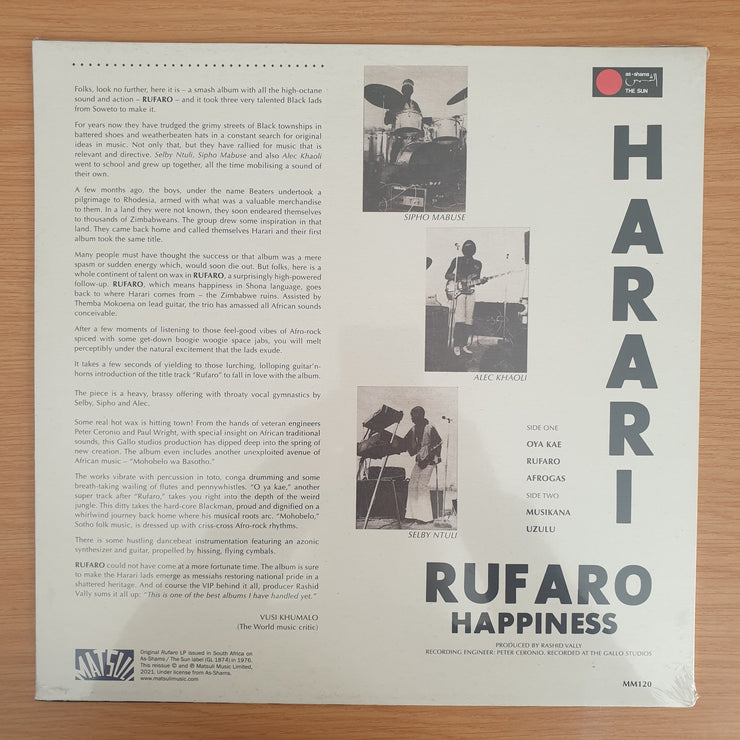 Folks, look no further, here it is – a smash album with all the high-octane
sound and action – RUFARO – and it took three very talented Black lads
from Soweto to make it.
For years now they have trudged the grimy streets of Black townships in
battered shoes and weatherbeaten hats in a constant search for original
ideas in music. Not only that, but they have rallied for music that is
relevant and directive. Selby Ntuli, Sipho Mabuse and also Alec Khaoli
went to school and grew up together, all the time mobilising a sound of
their own.
A few months ago, the boys, under the name Beaters undertook a
pilgrimage to Rhodesia, armed with what was a valuable merchandise
to them. In a land they were not known, they soon endeared themselves
to thousands of Zimbabweans. The group drew some inspiration in that
land. They came back home and called themselves Harari and their first
album took the same title.
Many people must have thought the success or that album was a mere
spasm or sudden energy which, would soon die out. But folks, here is a
whole continent of talent on wax in RUFARO, a surprisingly high-powered
follow-up. RUFARO, which means happiness in Shona language, goes
back to where Harari comes from – the Zimbabwe ruins. Assisted by
Themba Mokoena on lead guitar, the trio has amassed all African sounds
conceivable.
After a few moments of listening to those feel-good vibes of Afro-rock
spiced with some get-down boogie woogie space jabs, you will melt
perceptibly under the natural excitement that the lads exude.
It takes a few seconds of yielding to those lurching, lolloping guitar'n-
horns introduction of the title track "Rufaro" to fall in love with the album.
The piece is a heavy, brassy offering with throaty vocal gymnastics by
Selby, Sipho and Alec.
Some real hot wax is hitting town! From the hands of veteran engineers
Peter Ceronio and Paul Wright, with special insight on African traditional
sounds, this Gallo studios production has dipped deep into the spring of
new creation. The album even includes another unexploited avenue of
African music – "Mohobelo wa Basotho."
The works vibrate with percussion in toto, conga drumming and some
breath-taking wailing of flutes and pennywhistles. "O ya kae," another
super track after "Rufaro," takes you right into the depth of the weird
jungle. This ditty takes the hard-core Blackman, proud and dignified on a
whirlwind journey back home where his musical roots arc. "Mohobelo,"
Sotho folk music, is dressed up with criss-cross Afro-rock rhythms.
There is some hustling dancebeat instrumentation featuring an azonic
synthesizer and guitar, propelled by hissing, flying cymbals.
RUFARO could not have come at a more fortunate time. The album is sure
to make the Harari lads emerge as messiahs restoring national pride in a
shattered heritage. And of course the VIP behind it all, producer Rashid
Vally sums it all up: "This is one of the best albums I have handled yet."
VUSI KHUMALO
(The World music critic)
MATSULI
Original Rufaro LP issued in South Africa on
As-Shams / The Sun label (GL 1874) in 1976.
This reissue © and ℗ Matsuli Music Limited,
2021. Under license from As-Shams.
www.matsulimusic.com
SIPHO MABUSE
ALEC KHAOLI
SELBY NTULI
as-shams
الشمس
THE SUN
HARARI
SIDE ONE
OYA KAE
RUFARO
AFROGAS
SIDE TWO
MUSIKANA
UZULU
RUFARO
HAPPINESS
PRODUCED BY RASHID VALLY
RECORDING ENGINEER: PETER CERONIO. RECORDED AT THE GALLO STUDIOS
MM120